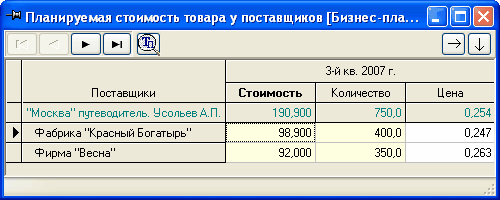 Планируемая стоимость товара у поставщиков [Бизнес-пла...
3-й кв. 2007 г.
Поставщики Стоимость Количество Цена
"Москва" путеводитель. Усольев А.П. 190,900 750,0 0,254
Фабрика "Красный Богатырь" 98,900 400,0 0,247
Фирма "Весна" 92,000 350,0 0,263